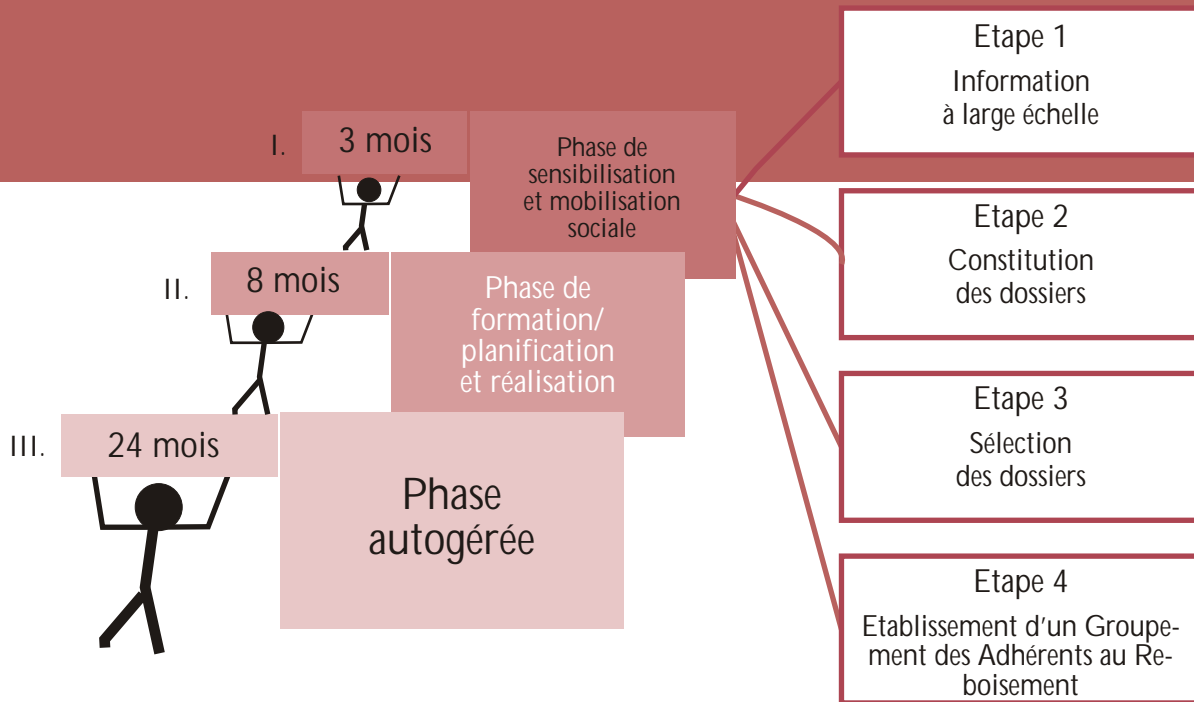 I.
3 mois
Phase de
sensibilisation
et mobilisation
sociale
II.
8 mois
Phase de
formation/
planification
et réalisation
III.
24 mois
Phase
autogérée
Etape 1
Information
à large échelle
Etape 2
Constitution
des dossiers
Etape 3
Sélection
des dossiers
Etape 4
Etablissement d'un Groupe-
ment des Adhérents au Re-
boisement